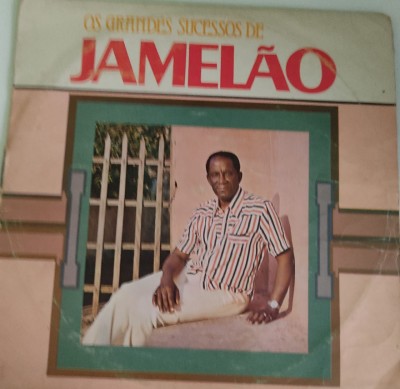 OS GRANDES SUCESSOS DE
JAMELÃO